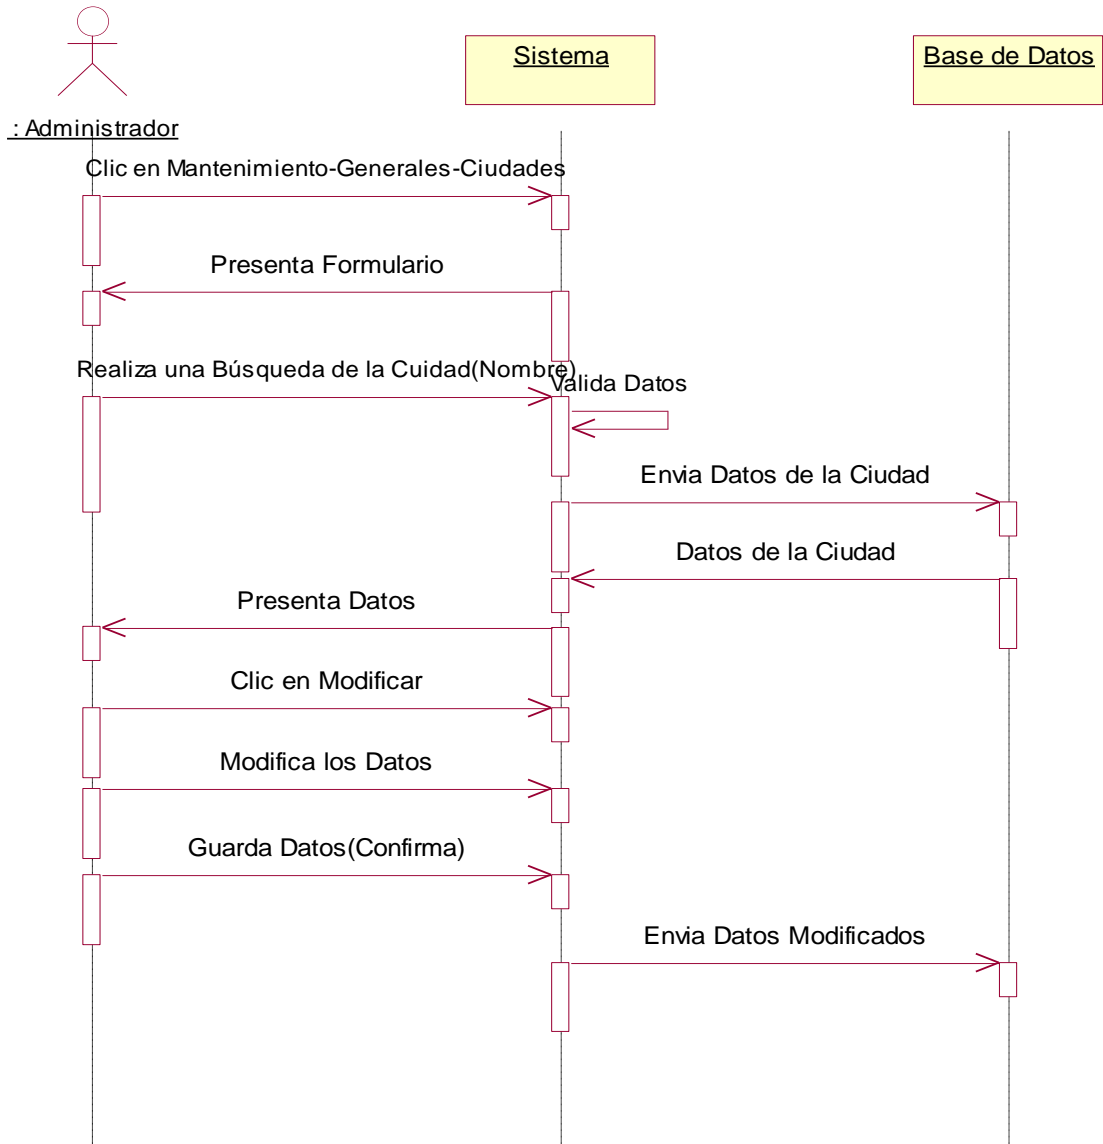 Sistema
Base de Datos
: Administrador
Clic en Mantenimiento-Generales-Ciudades
Presenta Formulario
Realiza una Búsqueda de la Cuidad(Nombre)
Valida Datos
Envia Datos de la Ciudad
Datos de la Ciudad
Presenta Datos
Clic en Modificar
Modifica los Datos
Guarda Datos(Confirma)
Envia Datos Modificados